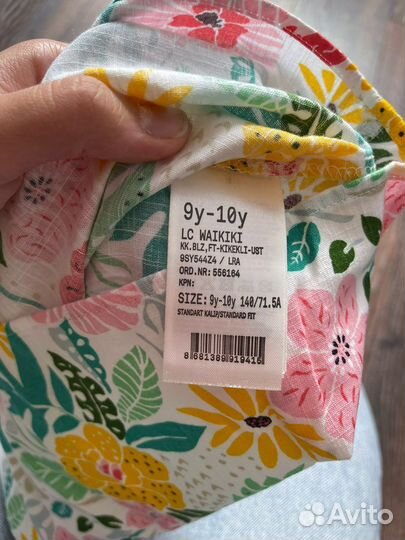 9y-10y
LC WAIKIKI
KK.BLZ,FT-KIKEKLI-UST
9SY544Z4 / LRA
ORD.NR: 556164
KPN:
SIZE: 9y-10y 140/71.5A
STANDART KALIP/STANDARD FIT
8681389919416
Avito